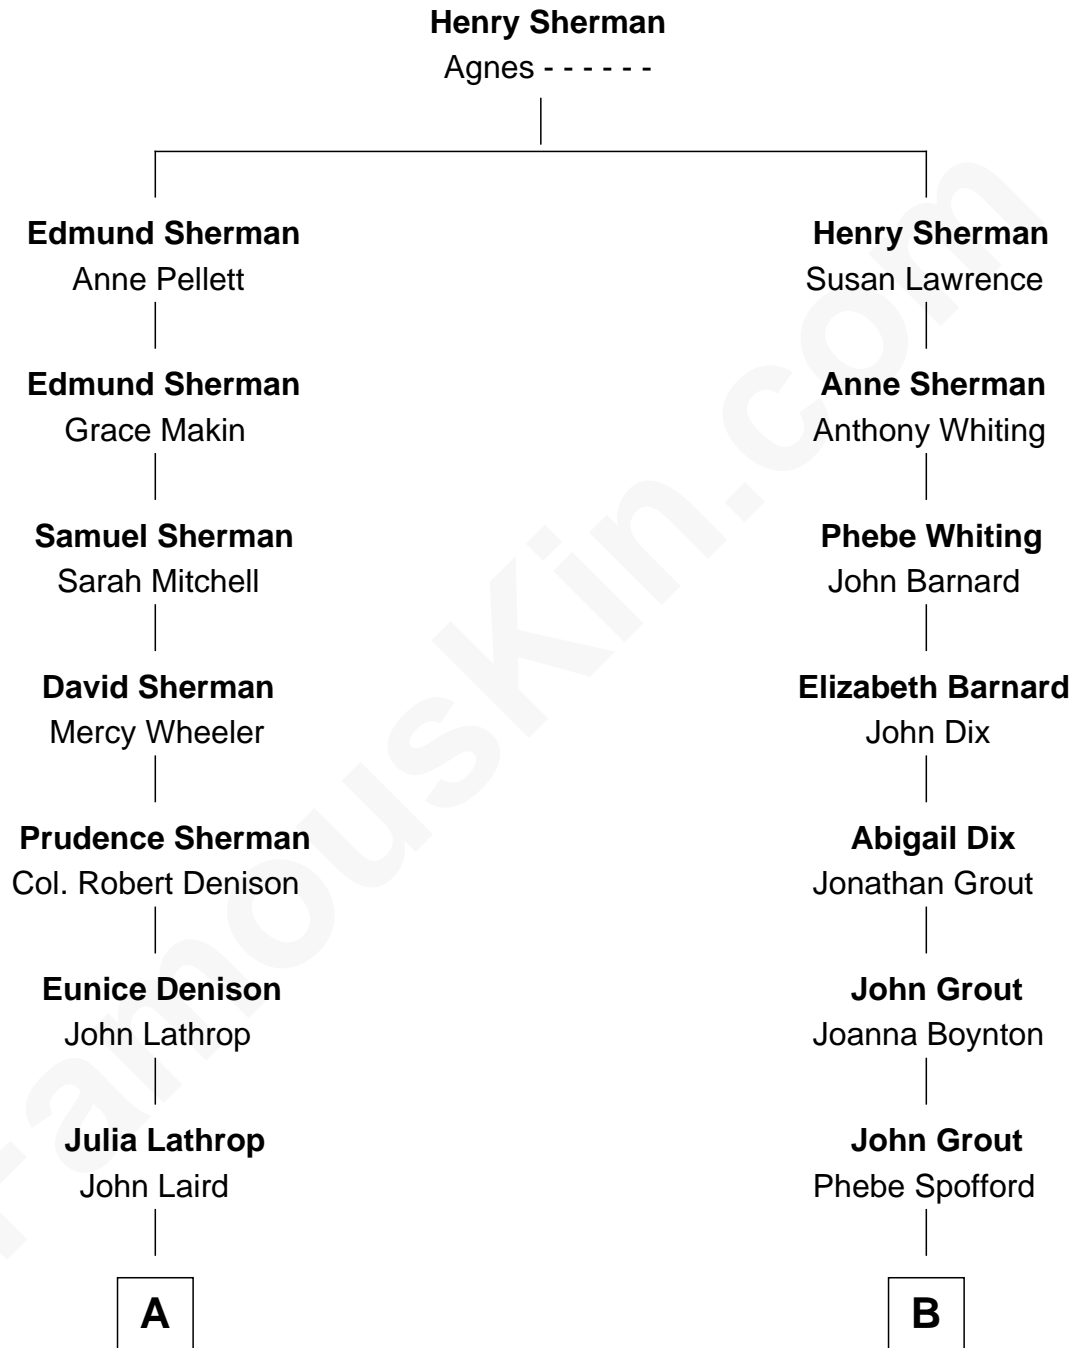 Henry Sherman
Agnes - - - - - -
Edmund Sherman
Anne Pellett
Henry Sherman
Susan Lawrence
Edmund Sherman
Grace Makin
Anne Sherman
Anthony Whiting
Samuel Sherman
Sarah Mitchell
Phebe Whiting
John Barnard
David Sherman
Mercy Wheeler
Elizabeth Barnard
John Dix
Prudence Sherman
Col. Robert Denison
Abigail Dix
Jonathan Grout
Eunice Denison
John Lathrop
John Grout
Joanna Boynton
Julia Lathrop
John Laird
John Grout
Phebe Spofford
A
B
FamousKin.com